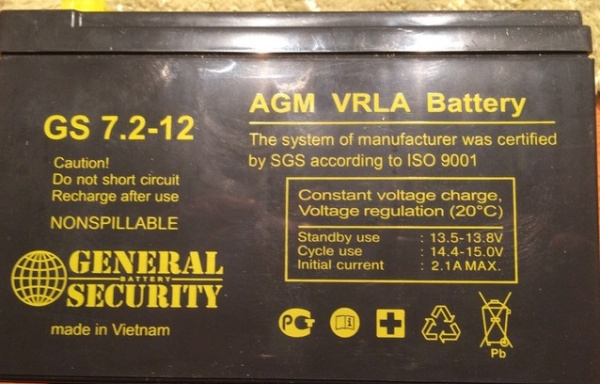 GS 7.2-12
Caution!
Do not short circuit
Recharge after use
NONSPILLABLE
GENERAL
BATTERY
SECURITY
made in Vietnam
AGM VRLA Battery
The system of manufacturer was certified
by SGS according to ISO 9001
Constant voltage charge,
Voltage regulation (20°C)
Standby use : 13.5-13.8V
Cycle use : 14.4-15.0V
Initial current : 2.1A MAX.
Pb